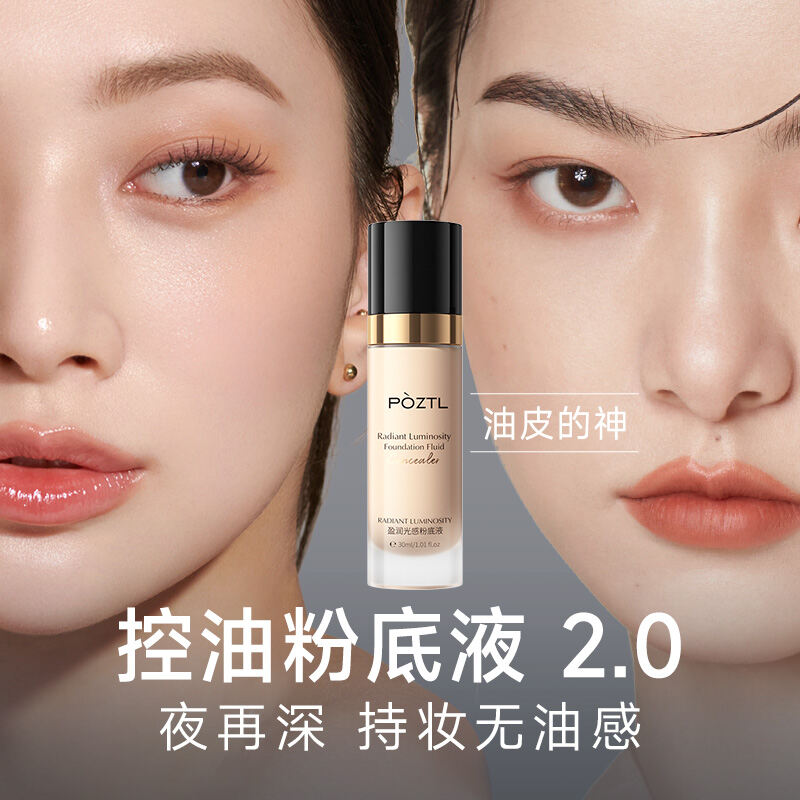 PÒZTL
Radiant Luminosity
Foundation Fluid
Concealer
RADIANT LUMINOSITY
盈润光感粉底液
℮ 30ml/1.01 fl.oz
油皮的神
控油粉底液 2.0
夜再深 持妆无油感